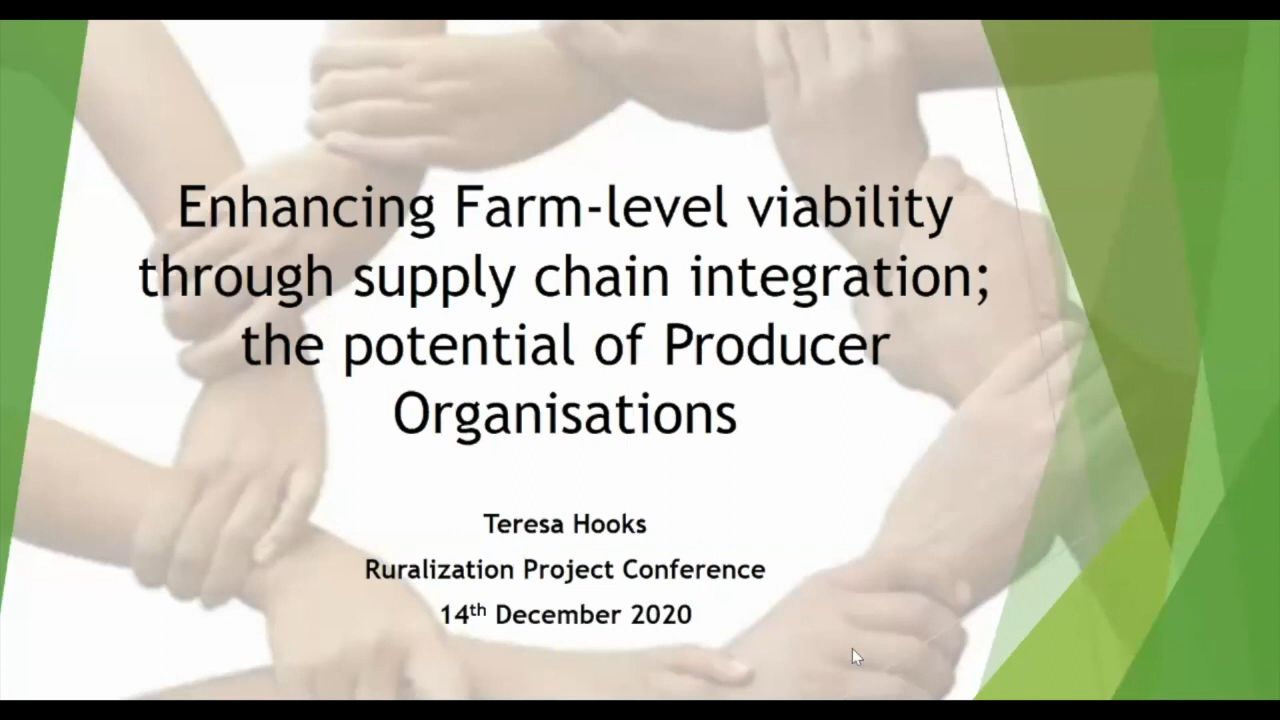 Enhancing Farm-level viability
through supply chain integration;
the potential of Producer
Organisations
Teresa Hooks
Ruralization Project Conference
14th December 2020